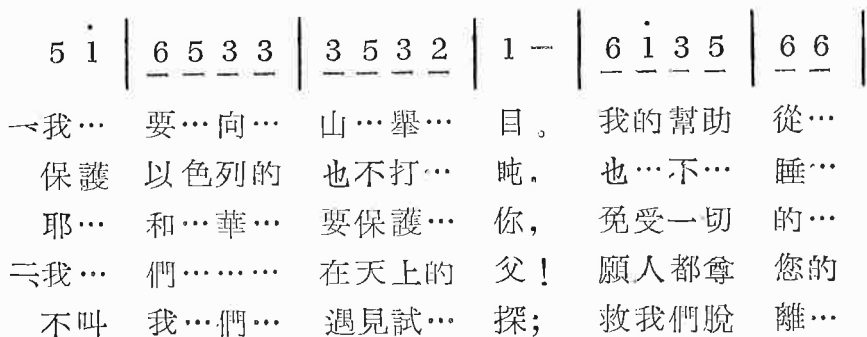 5 i̇ | 6 5 3 3 | 3 5 3 2 | 1 – | 6 i̇ 3 5 | 6 6 |
一、我… 要…向… 山…舉… 目。 我的幫助 從…
保護 以色列的 也不打… 盹。 也…不… 睡…
耶… 和…華… 要保護… 你, 免受一切 的…
二、我… 們…… 在天上的 父! 願人都尊 您的
不叫 我…們… 遇見試… 探; 救我們脫 離…